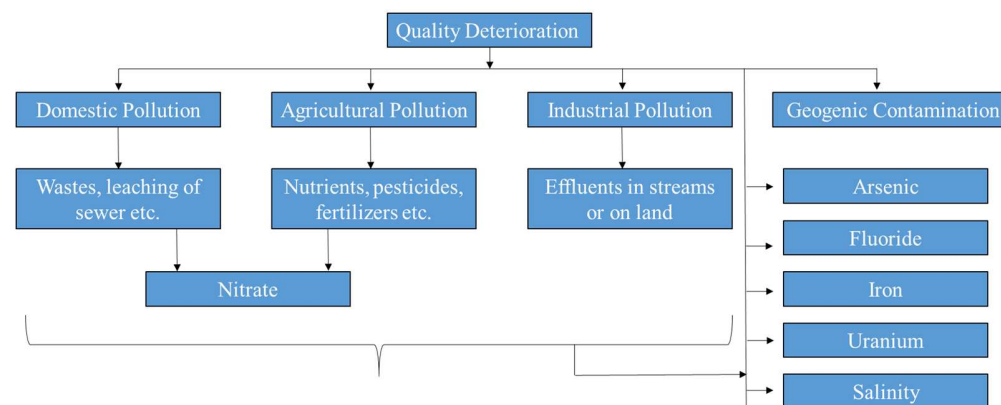 Quality Deterioration
Domestic Pollution
Agricultural Pollution
Industrial Pollution
Geogenic Contamination
Wastes, leaching of
sewer etc.
Nutrients, pesticides,
fertilizers etc.
Effluents in streams
or on land
Nitrate
Arsenic
Fluoride
Iron
Uranium
Salinity